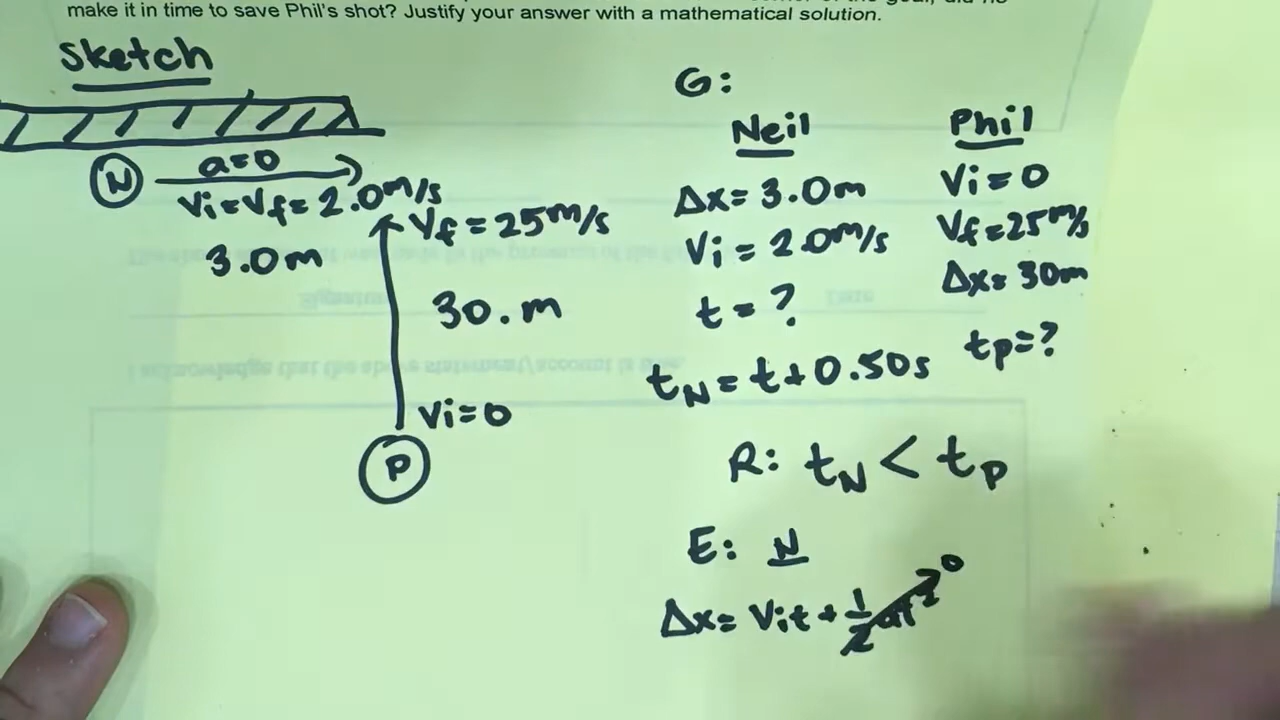 make it in time to save Phil's shot? Justify your answer with a mathematical solution.
Sketch
N
a=0
Vi=Vf=2.0m/s
3.0m
Vf=25m/s
30.m
Vi=0
P
G:
Neil
Δx=3.0m
Vi=2.0m/s
t=?
tN=t+0.50s
Phil
Vi=0
Vf=25m/s
Δx=30m
tp=?
R: tN < tp
E: N
Δx=Vit+1/2at² 0